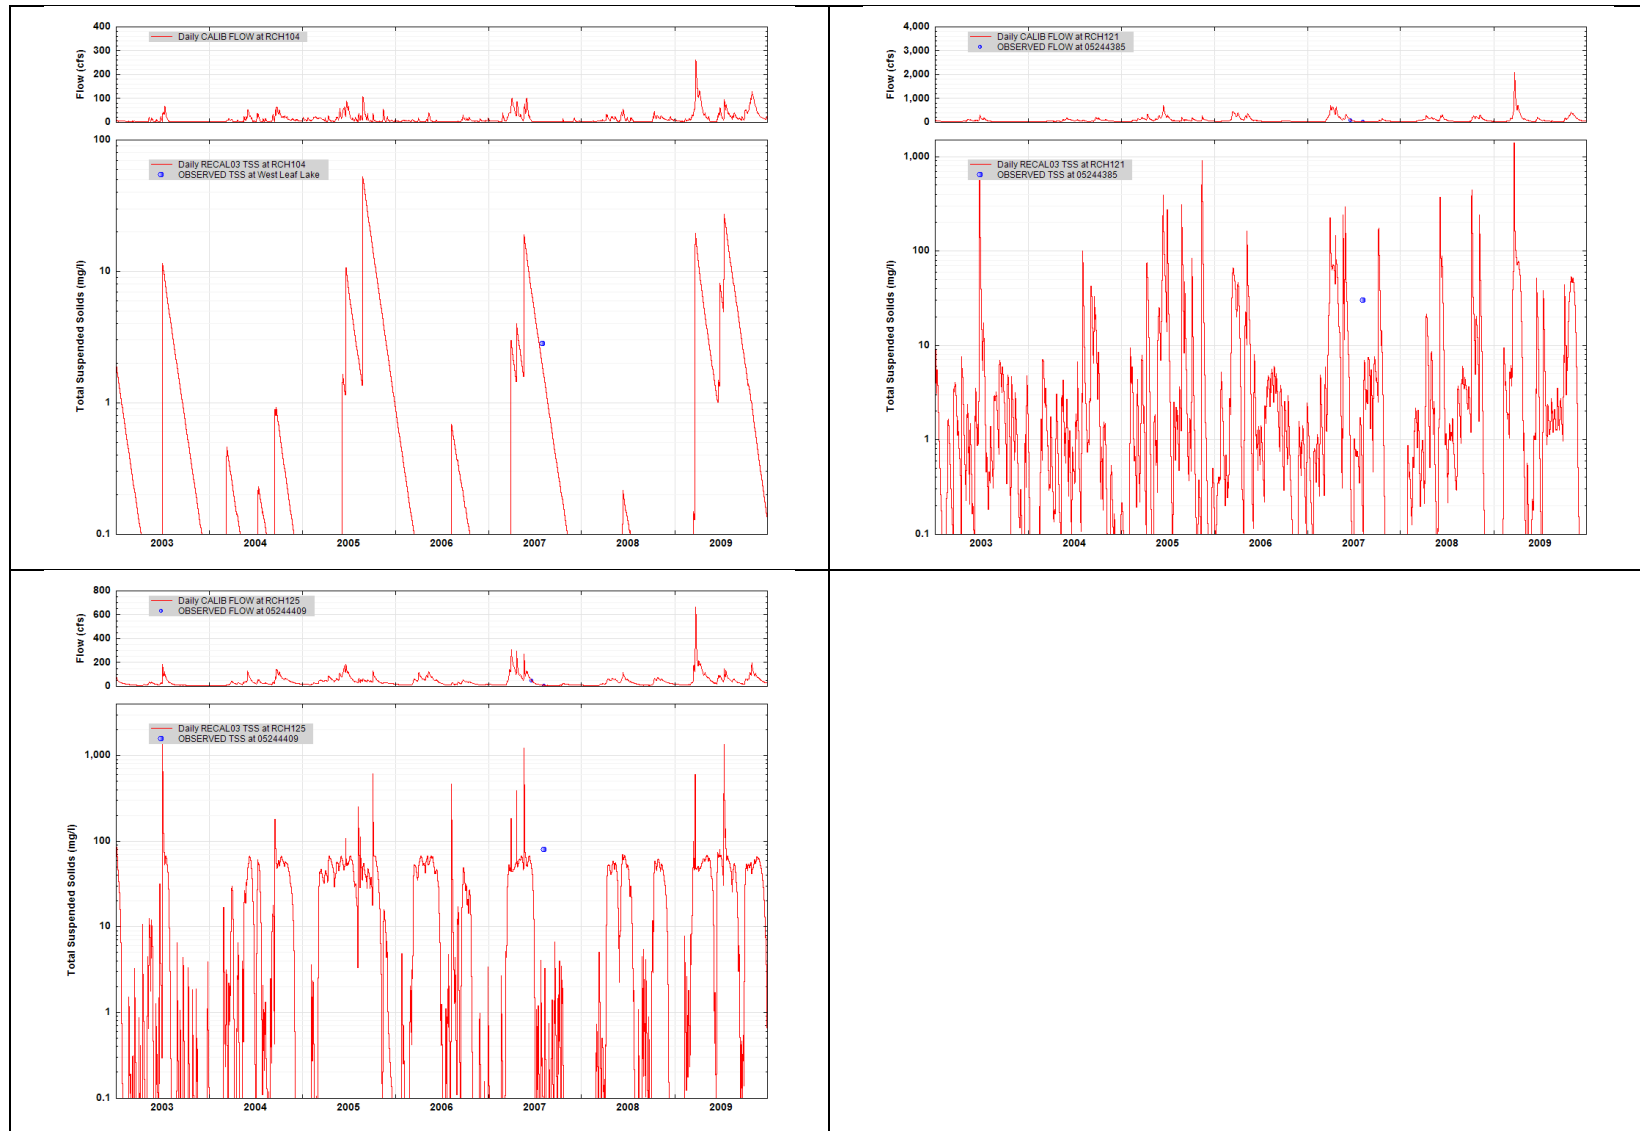 400
300
200
100
0
Flow (cfs)
Daily CALIB FLOW at RCH104
100
10
1
0.1
Total Suspended Solids (mg/l)
Daily RECAL03 TSS at RCH104
OBSERVED TSS at West Leaf Lake
2003 2004 2005 2006 2007 2008 2009
4,000
3,000
2,000
1,000
0
Flow (cfs)
Daily CALIB FLOW at RCH121
OBSERVED FLOW at 05244385
1,000
100
10
1
0.1
Total Suspended Solids (mg/l)
Daily RECAL03 TSS at RCH121
OBSERVED TSS at 05244385
2003 2004 2005 2006 2007 2008 2009
800
600
400
200
0
Flow (cfs)
Daily CALIB FLOW at RCH125
OBSERVED FLOW at 05244409
1,000
100
10
1
0.1
Total Suspended Solids (mg/l)
Daily RECAL03 TSS at RCH125
OBSERVED TSS at 05244409
2003 2004 2005 2006 2007 2008 2009